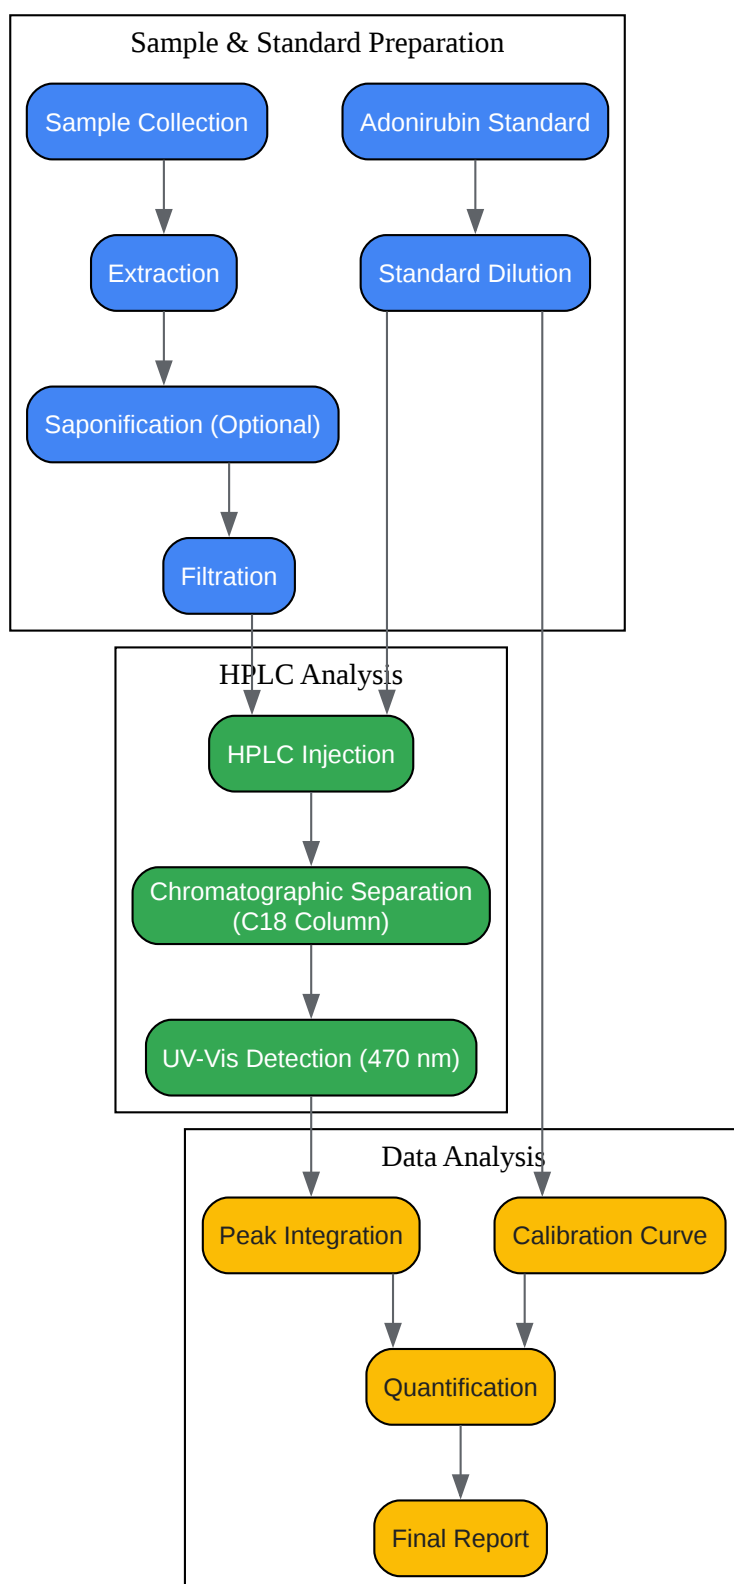 Sample & Standard Preparation
Sample Collection
Adonirubin Standard
Extraction
Standard Dilution
Saponification (Optional)
Filtration
HPLC Analysis
HPLC Injection
Chromatographic Separation
(C18 Column)
UV-Vis Detection (470 nm)
Data Analysis
Peak Integration
Calibration Curve
Quantification
Final Report